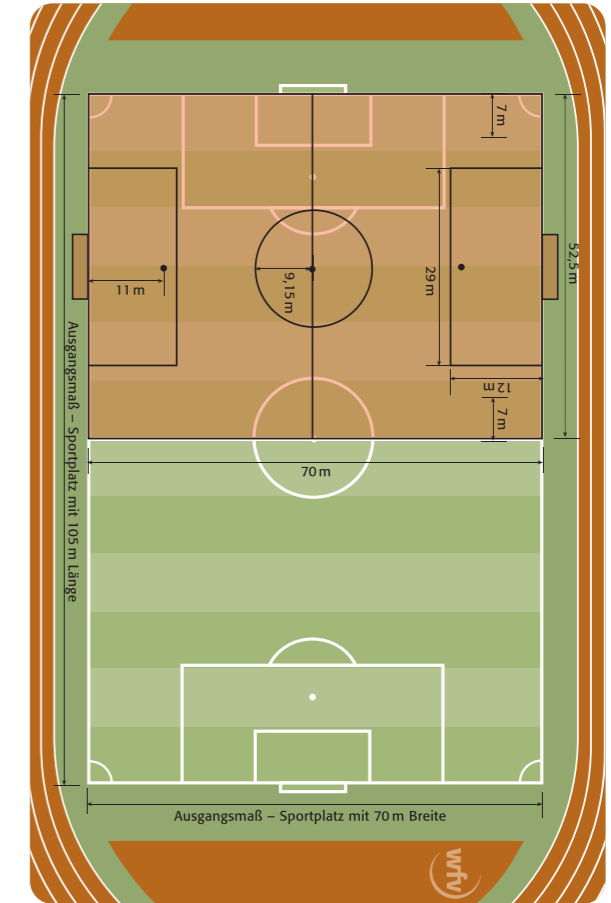 7 m
52,5 m
29 m
11 m
9,15 m
12 m
7 m
70 m
Ausgangsmaß – Sportplatz mit 105 m Länge
Ausgangsmaß – Sportplatz mit 70 m Breite
wfv